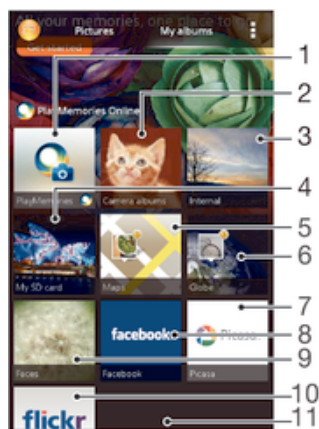 All your memories, one place to go
Get started
Pictures My albums
PlayMemories Online
PlayMemories Camera albums Internal
My SD card Maps Globe
facebook Picasa
Faces Facebook Picasa
flickr
1
2
3
4
5
6
7
8
9
10
11